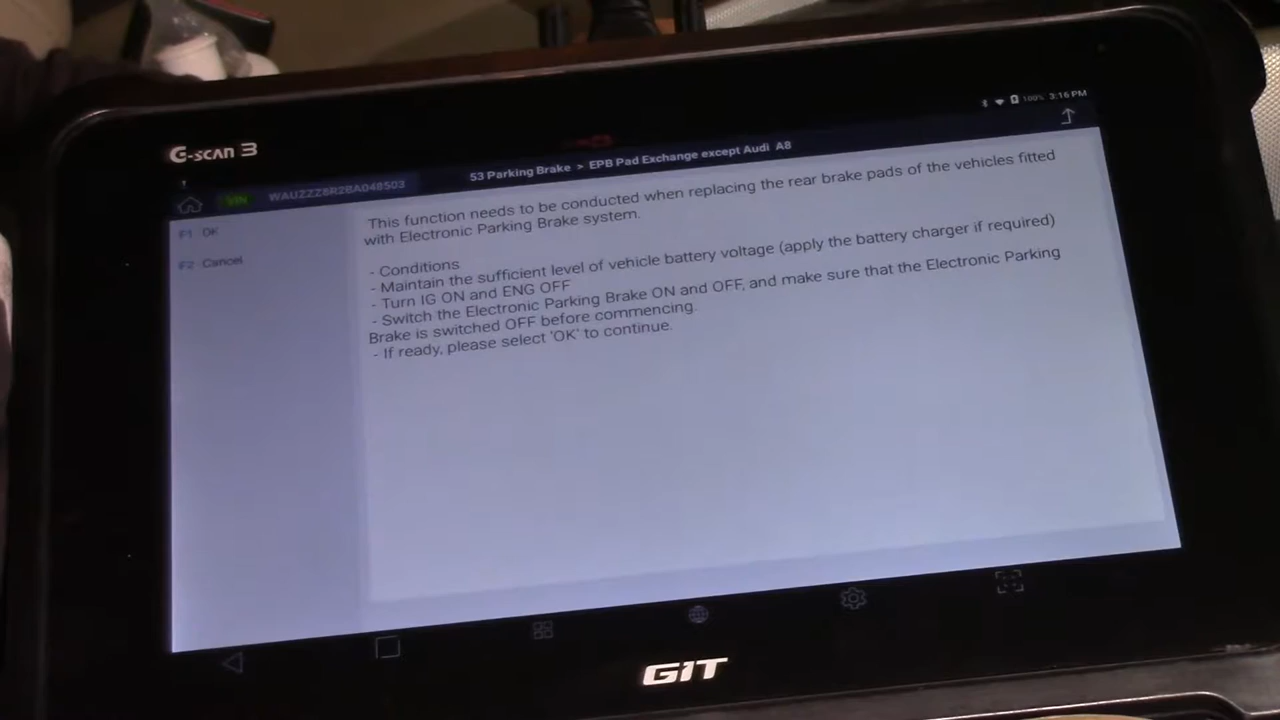 G-SCAN 3
100% 3:16 PM
VIN WAUZZZ8R2BA048503
53 Parking Brake > EPB Pad Exchange except Audi A8
F1 OK
F2 Cancel
This function needs to be conducted when replacing the rear brake pads of the vehicles fitted
with Electronic Parking Brake system.
- Conditions
- Maintain the sufficient level of vehicle battery voltage (apply the battery charger if required)
- Turn IG ON and ENG OFF
- Switch the Electronic Parking Brake ON and OFF, and make sure that the Electronic Parking
Brake is switched OFF before commencing.
- If ready, please select 'OK' to continue.
GIT